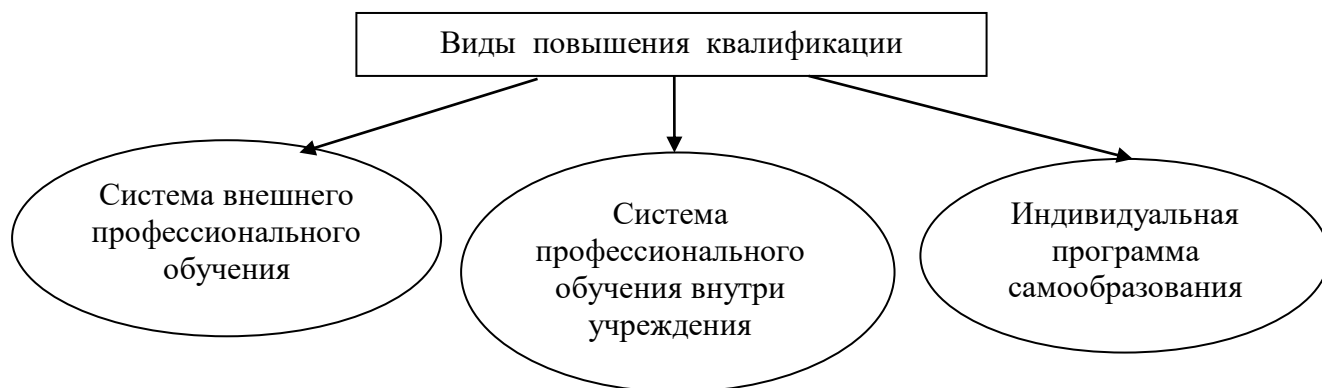 Виды повышения квалификации
Система внешнего
профессионального
обучения
Система
профессионального
обучения внутри
учреждения
Индивидуальная
программа
самообразования